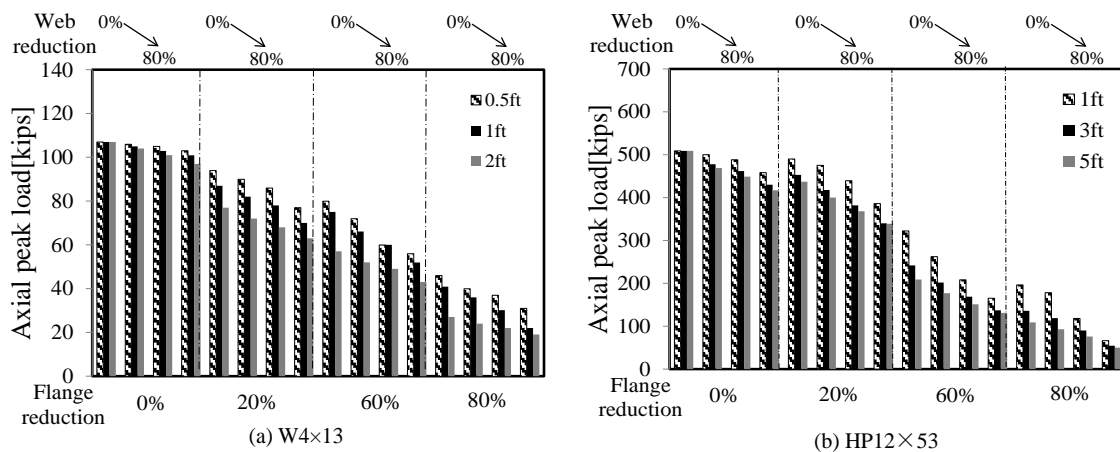 Web reduction
0%
80%
0%
80%
0%
80%
0%
80%
Axial peak load[kips]
140
120
100
80
60
40
20
0
0.5ft
1ft
2ft
Flange reduction
0%
20%
60%
80%
(a) W4×13
Web reduction
0%
80%
0%
80%
0%
80%
0%
80%
Axial peak load[kips]
700
600
500
400
300
200
100
0
1ft
3ft
5ft
Flange reduction
0%
20%
60%
80%
(b) HP12×53